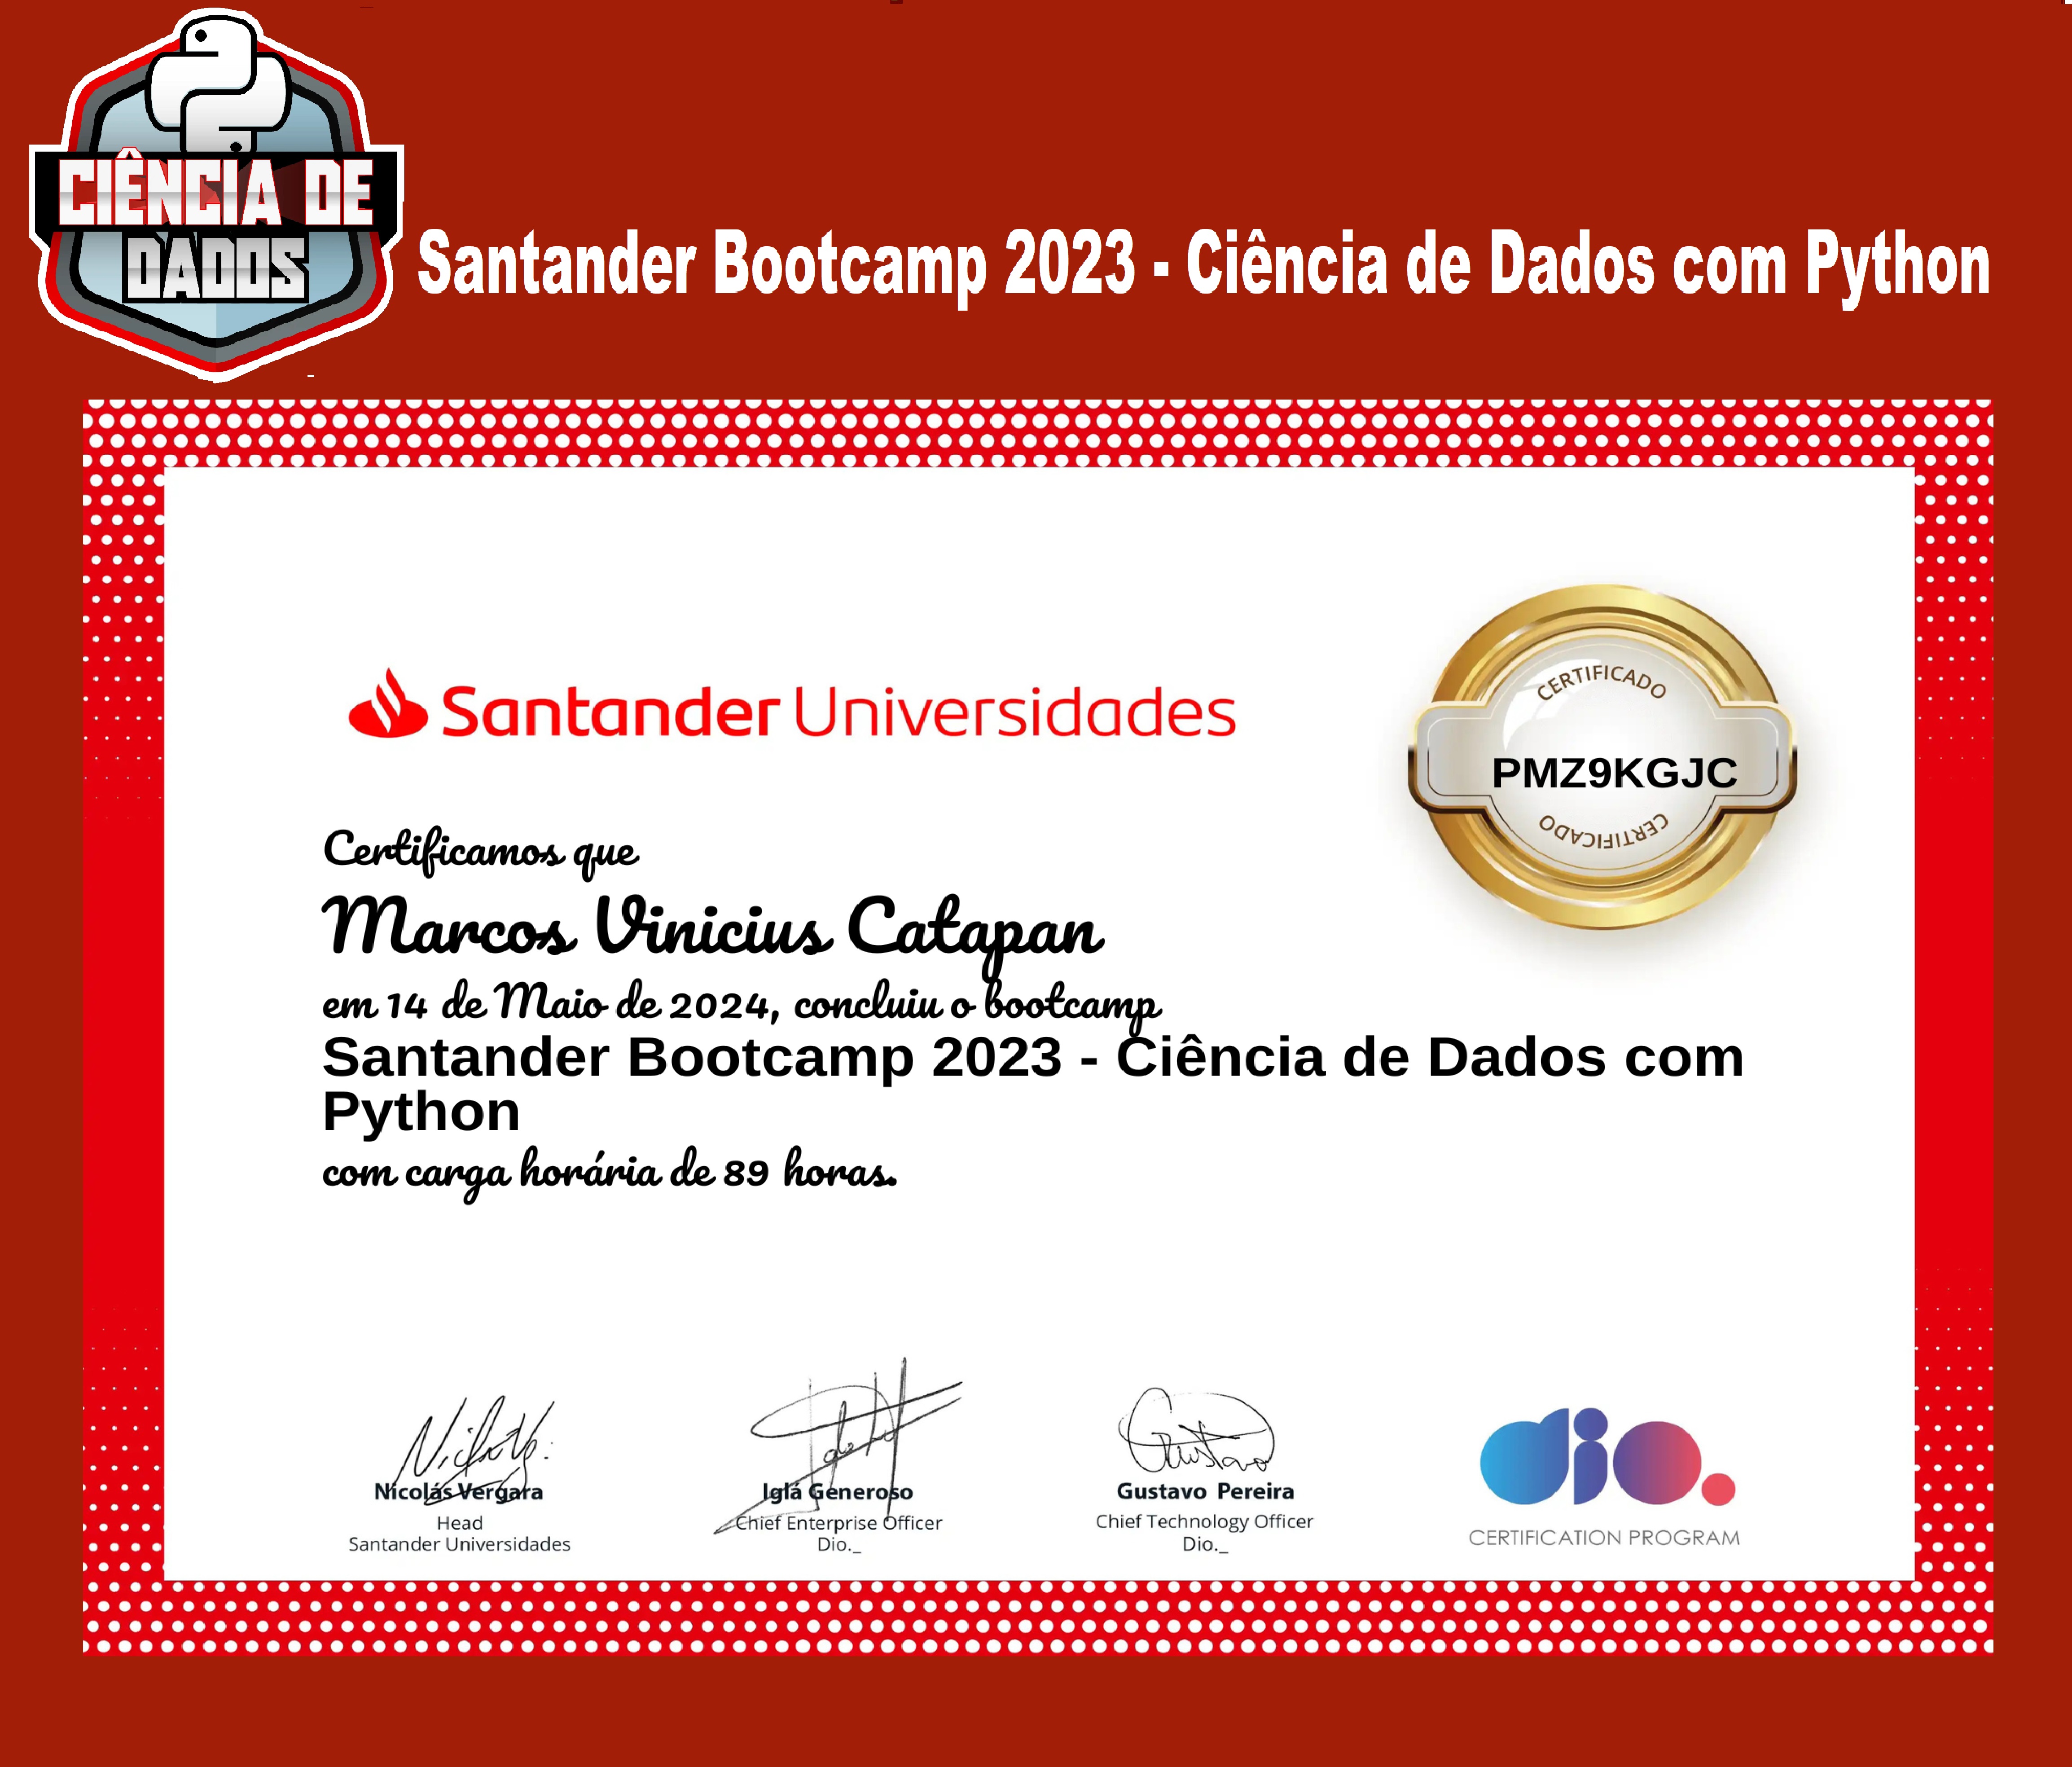 CIÊNCIA DE
DADOS
Santander Bootcamp 2023 - Ciência de Dados com Python
Santander Universidades
CERTIFICADO
PMZ9KGJC
CERTIFICADO
Certificamos que
Marcos Vinicius Catapan
em 14 de Maio de 2024, concluiu o bootcamp
Santander Bootcamp 2023 - Ciência de Dados com
Python
com carga horária de 89 horas.
Nicolás Vergara
Head
Santander Universidades
Iglá Generoso
Chief Enterprise Officer
Dio._
Gustavo Pereira
Chief Technology Officer
Dio._
dio.
CERTIFICATION PROGRAM